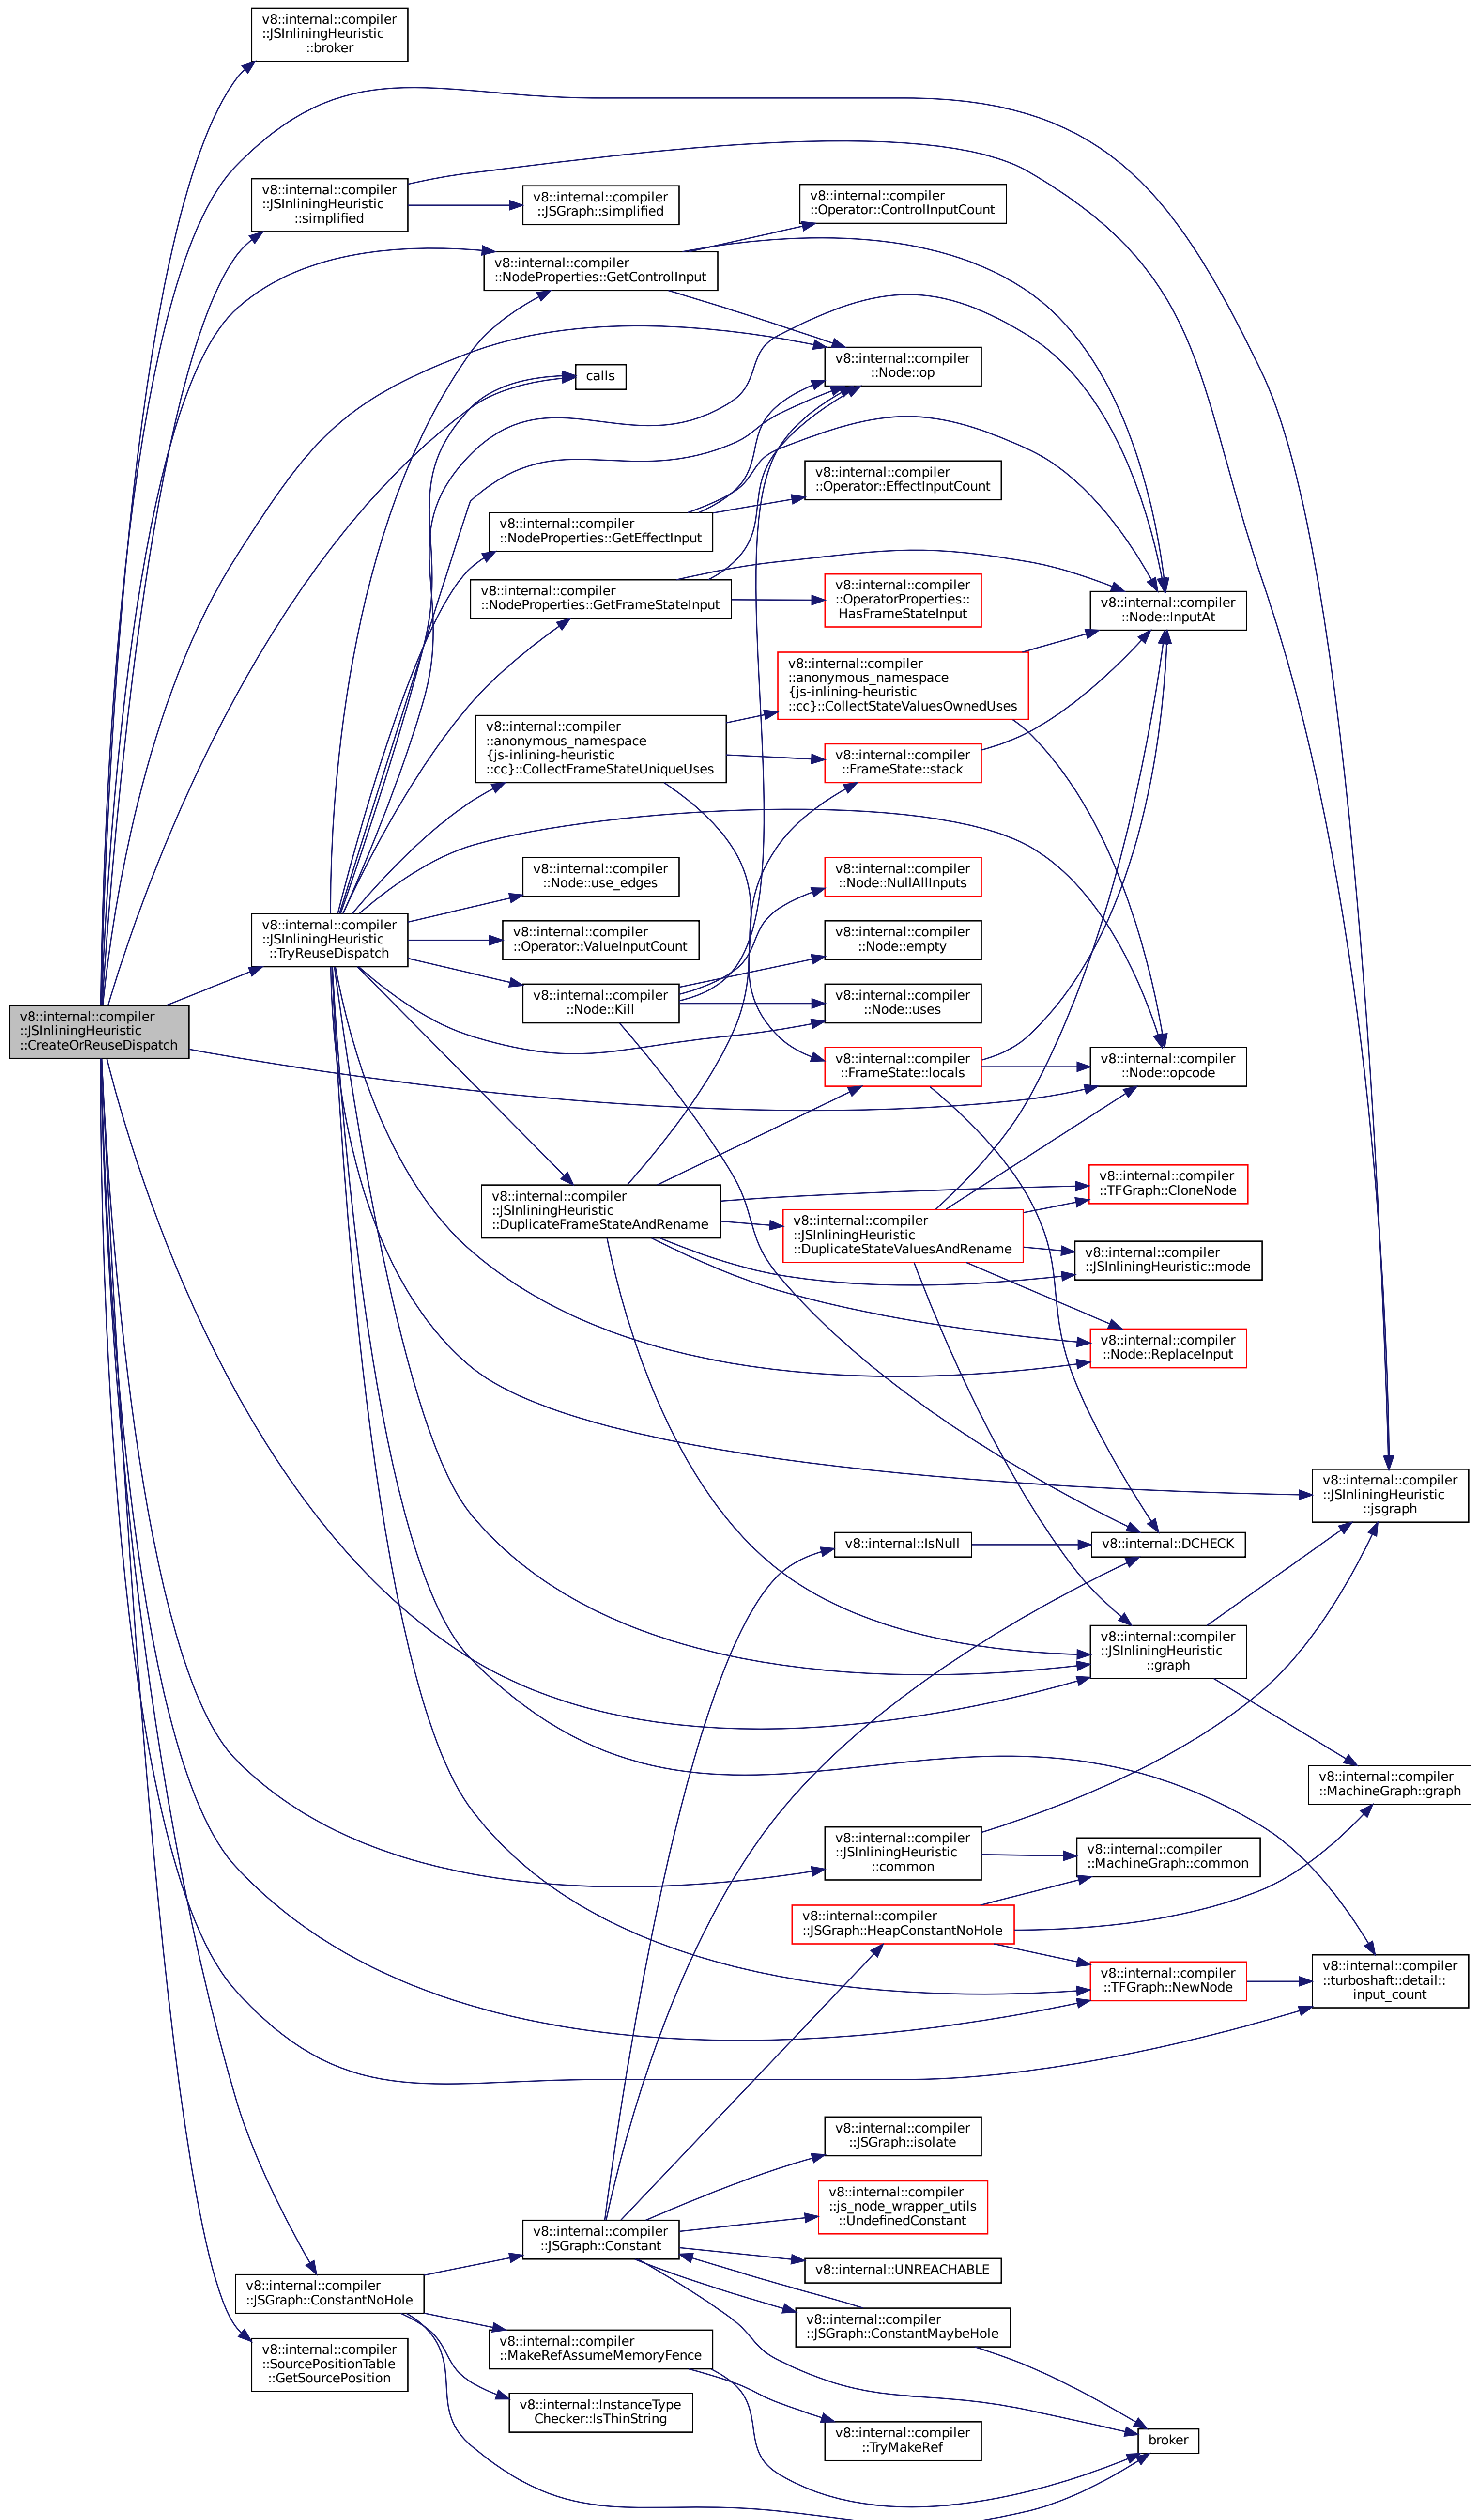 v8::internal::compiler
::JSInliningHeuristic
::broker
v8::internal::compiler
::JSInliningHeuristic
::simplified
v8::internal::compiler
::JSGraph::simplified
v8::internal::compiler
::Operator::ControlInputCount
v8::internal::compiler
::NodeProperties::GetControlInput
v8::internal::compiler
::Node::op
calls
v8::internal::compiler
::Operator::EffectInputCount
v8::internal::compiler
::NodeProperties::GetEffectInput
v8::internal::compiler
::NodeProperties::GetFrameStateInput
v8::internal::compiler
::OperatorProperties::
HasFrameStateInput
v8::internal::compiler
::Node::InputAt
v8::internal::compiler
::anonymous_namespace
{js-inlining-heuristic
::cc}::CollectStateValuesOwnedUses
v8::internal::compiler
::anonymous_namespace
{js-inlining-heuristic
::cc}::CollectFrameStateUniqueUses
v8::internal::compiler
::FrameState::stack
v8::internal::compiler
::Node::use_edges
v8::internal::compiler
::Node::NullAllInputs
v8::internal::compiler
::JSInliningHeuristic
::TryReuseDispatch
v8::internal::compiler
::Operator::ValueInputCount
v8::internal::compiler
::Node::empty
v8::internal::compiler
::Node::Kill
v8::internal::compiler
::Node::uses
v8::internal::compiler
::JSInliningHeuristic
::CreateOrReuseDispatch
v8::internal::compiler
::FrameState::locals
v8::internal::compiler
::Node::opcode
v8::internal::compiler
::TFGraph::CloneNode
v8::internal::compiler
::JSInliningHeuristic
::DuplicateFrameStateAndRename
v8::internal::compiler
::JSInliningHeuristic
::DuplicateStateValuesAndRename
v8::internal::compiler
::JSInliningHeuristic::mode
v8::internal::compiler
::Node::ReplaceInput
v8::internal::compiler
::JSInliningHeuristic
::jsgraph
v8::internal::IsNull
v8::internal::DCHECK
v8::internal::compiler
::JSInliningHeuristic
::graph
v8::internal::compiler
::MachineGraph::graph
v8::internal::compiler
::JSInliningHeuristic
::common
v8::internal::compiler
::MachineGraph::common
v8::internal::compiler
::JSGraph::HeapConstantNoHole
v8::internal::compiler
::TFGraph::NewNode
v8::internal::compiler
::turboshaft::detail::
input_count
v8::internal::compiler
::JSGraph::isolate
v8::internal::compiler
::js_node_wrapper_utils
::UndefinedConstant
v8::internal::compiler
::JSGraph::Constant
v8::internal::UNREACHABLE
v8::internal::compiler
::JSGraph::ConstantNoHole
v8::internal::compiler
::JSGraph::ConstantMaybeHole
v8::internal::compiler
::MakeRefAssumeMemoryFence
v8::internal::compiler
::SourcePositionTable
::GetSourcePosition
v8::internal::InstanceType
Checker::IsThinString
v8::internal::compiler
::TryMakeRef
broker